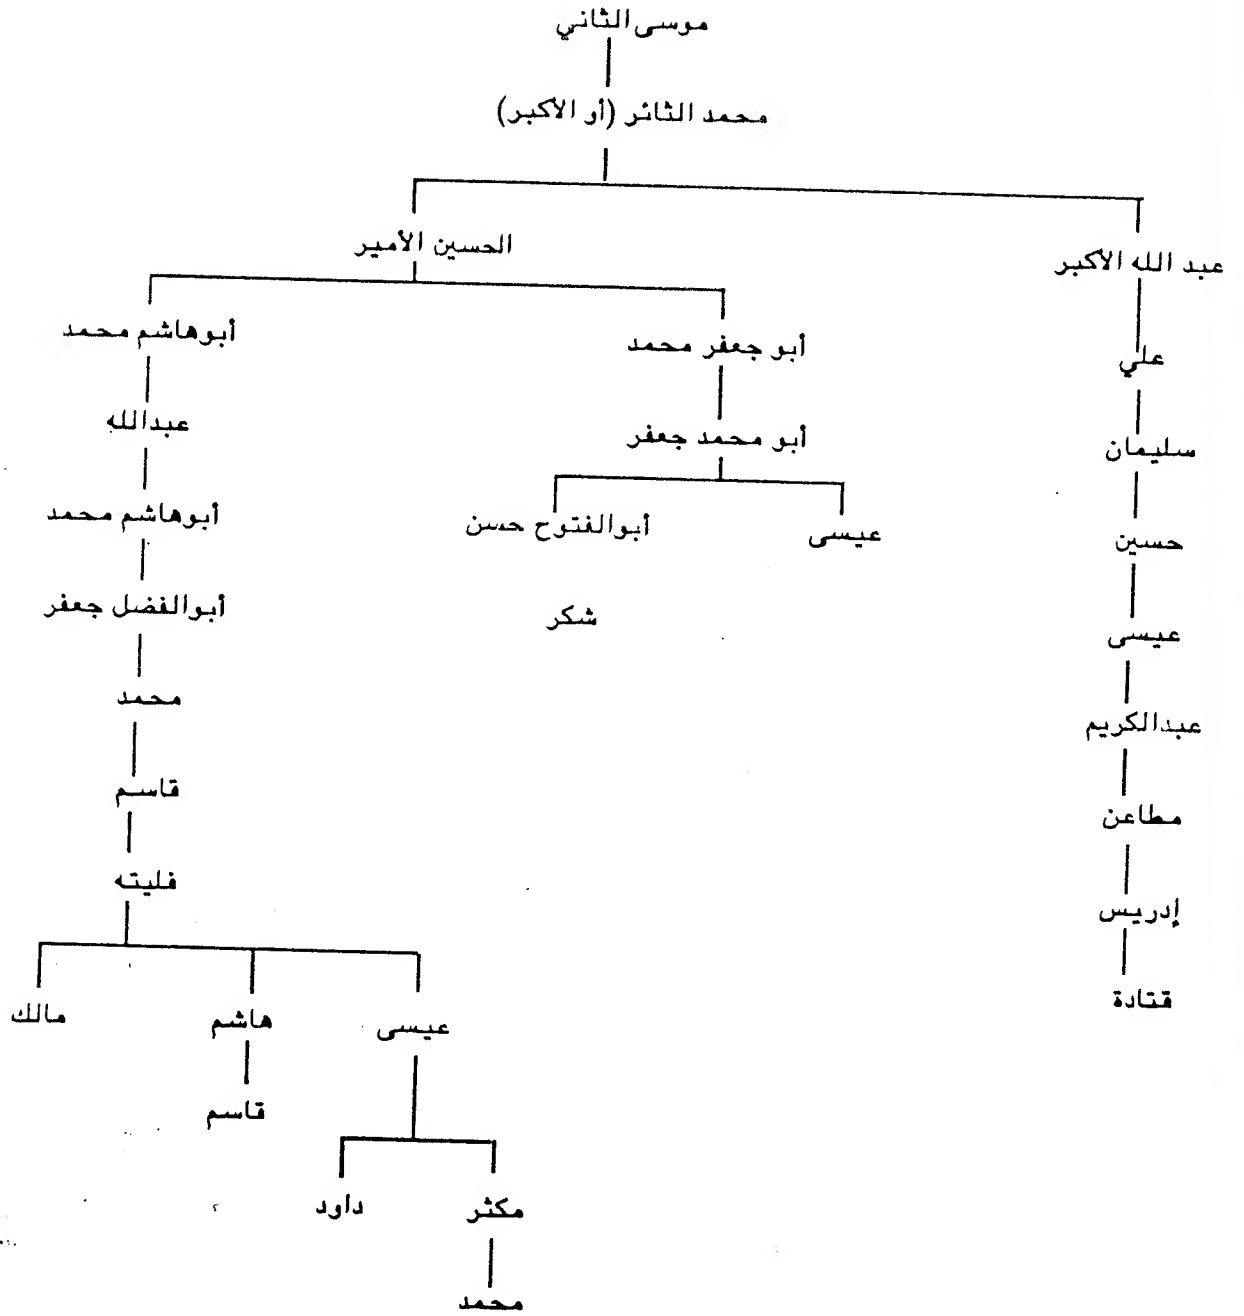 موسى الثاني
محمد الثائر (أو الأكبر)
عبد الله الأكبر
الحسين الأمير
علي
أبو جعفر محمد
أبوهاشم محمد
سليمان
أبو محمد جعفر
عبدالله
حسين
عيسى
أبوالفتوح حسن
أبوهاشم محمد
عيسى
شكر
أبوالفضل جعفر
عبدالكريم
محمد
مطاعن
قاسم
إدريس
فليته
قتادة
عيسى
هاشم
مالك
قاسم
مكثر
داود
محمد